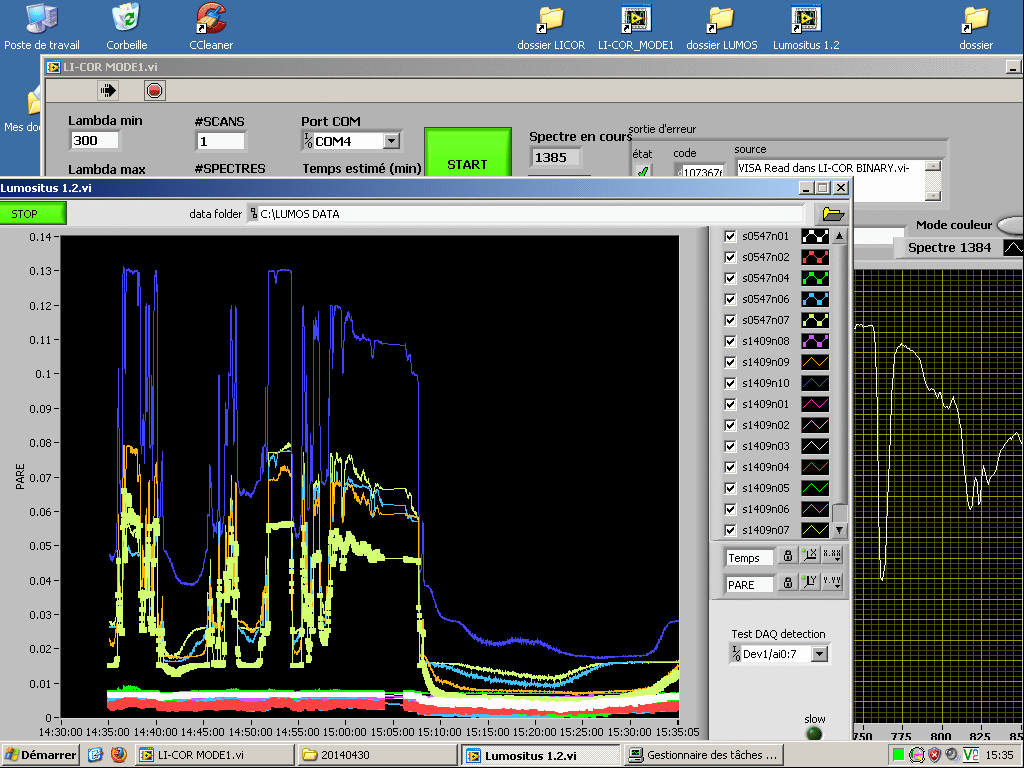 Poste de travail Corbeille CCleaner dossier LICOR LI-COR_MODE1 dossier LUMOS Lumositus 1.2 dossier
LI-COR MODE1.vi
Mes do
Lambda min #SCANS Port COM
300 1 COM4
Lambda max #SPECTRES Temps estimé (min)
START
Spectre en cours
1385
sortie d'erreur
état code source
107367 VISA Read dans LI-COR BINARY.vi-
Mode couleur
Spectre 1384
Lumositus 1.2.vi
STOP data folder C:\LUMOS DATA
0.14
0.13
0.12
0.11
0.1
0.09
0.08
0.07
0.06
0.05
0.04
0.03
0.02
0.01
0
PARE
14:30:00 14:35:00 14:40:00 14:45:00 14:50:00 14:55:00 15:00:00 15:05:00 15:10:00 15:15:00 15:20:00 15:25:00 15:30:00 15:35:05
s0547n01
s0547n02
s0547n04
s0547n06
s0547n07
s1409n08
s1409n09
s1409n10
s1409n01
s1409n02
s1409n03
s1409n04
s1409n05
s1409n06
s1409n07
Temps X X.XX
PARE Y Y.YY
Test DAQ detection
Dev1/ai0:7
slow
750 775 800 825 85
Démarrer LI-COR MODE1.vi 20140430 Lumositus 1.2.vi Gestionnaire des tâches ... V2 15:35